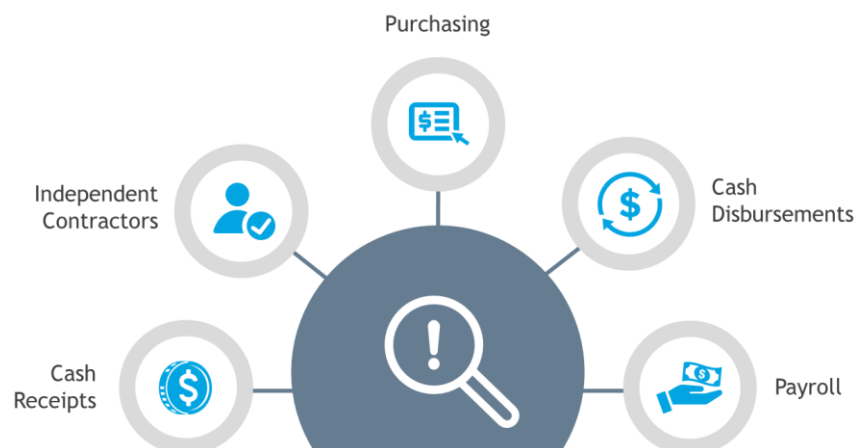 Purchasing
Independent
Contractors
Cash
Disbursements
Cash
Receipts
Payroll